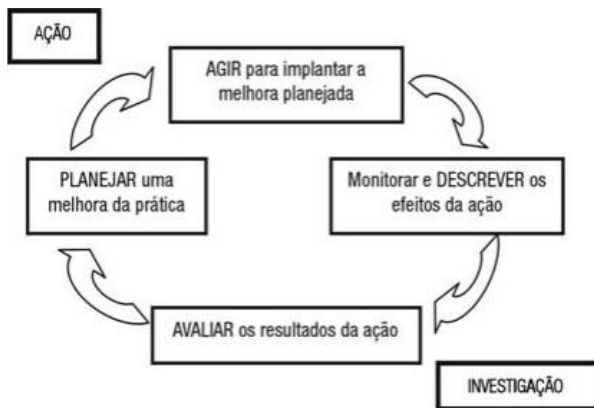 AÇÃO
AGIR para implantar a
melhora planejada
PLANEJAR uma
melhora da prática
Monitorar e DESCREVER os
efeitos da ação
AVALIAR os resultados da ação
INVESTIGAÇÃO